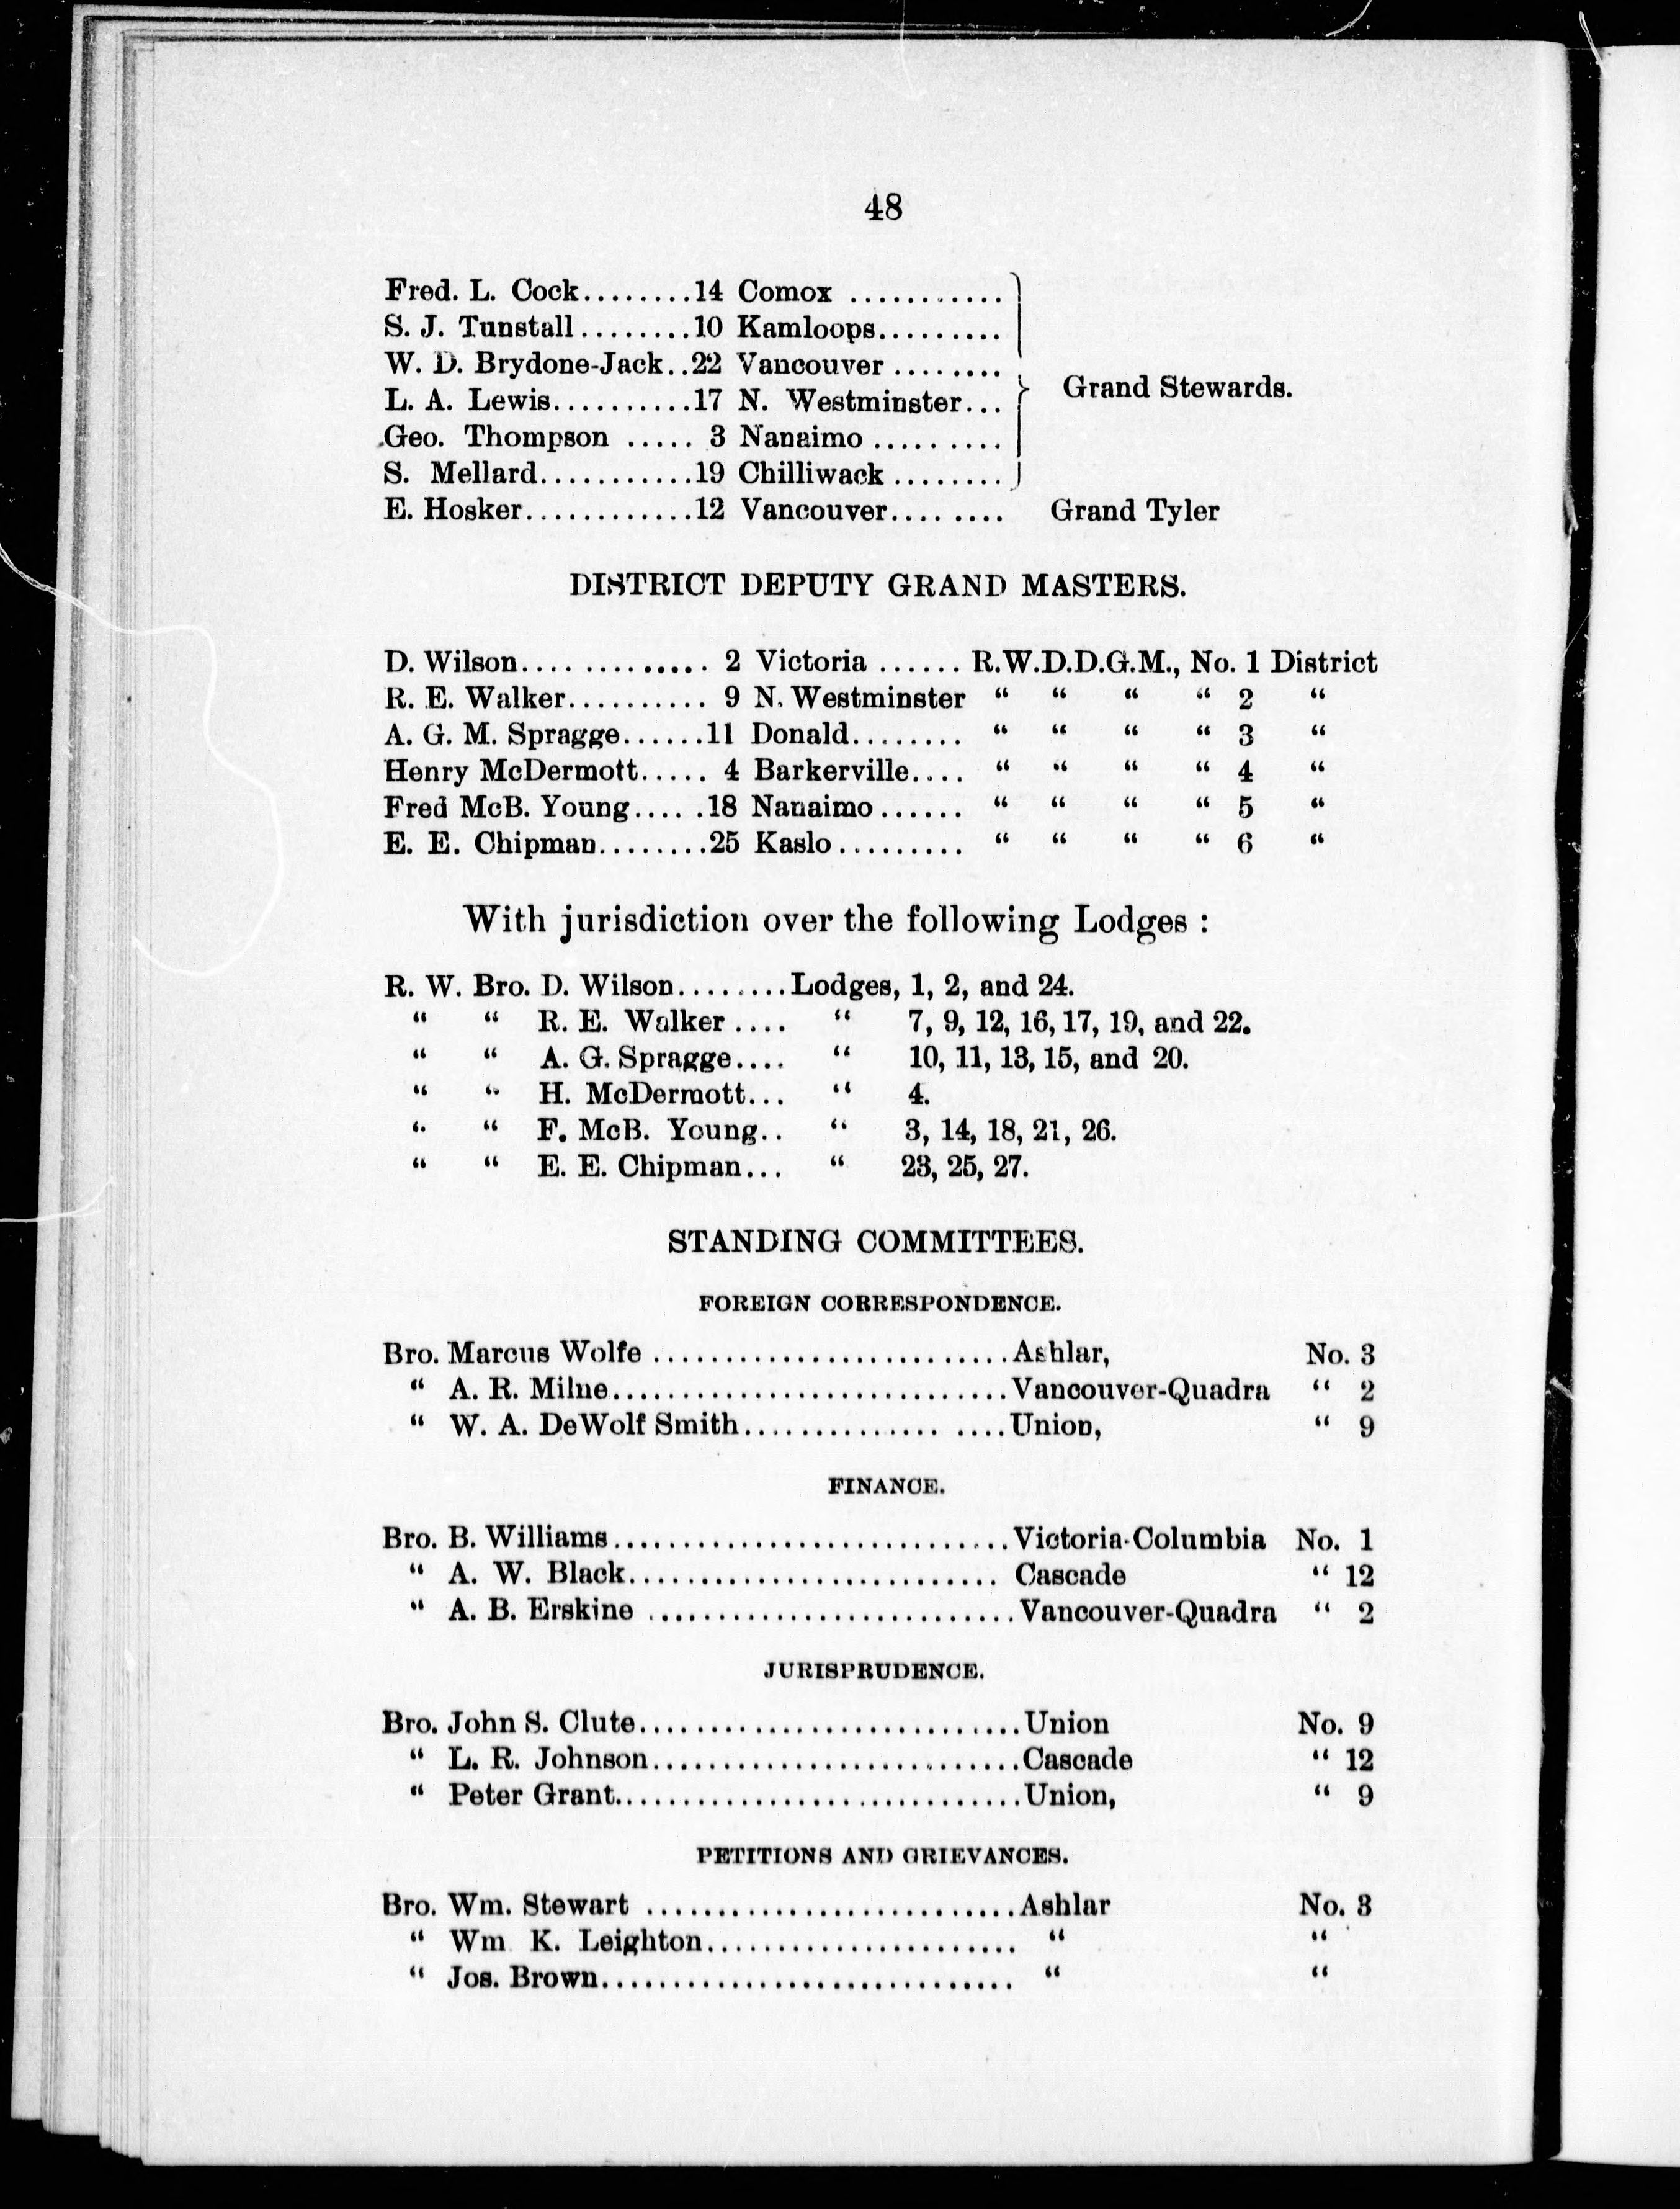 48
Fred. L. Cock........14 Comox ...........
S. J. Tunstall........10 Kamloops..........
W. D. Brydone-Jack..22 Vancouver ........
L. A. Lewis..........17 N. Westminster... } Grand Stewards.
Geo. Thompson ..... 3 Nanaimo .........
S. Mellard...........19 Chilliwack ........
E. Hosker............12 Vancouver........ Grand Tyler
DISTRICT DEPUTY GRAND MASTERS.
D. Wilson.............. 2 Victoria ...... R.W.D.D.G.M., No. 1 District
R. E. Walker.......... 9 N. Westminster “ “ “ “ 2 “
A. G. M. Spragge......11 Donald........ “ “ “ “ 3 “
Henry McDermott..... 4 Barkerville.... “ “ “ “ 4 “
Fred McB. Young.....18 Nanaimo ...... “ “ “ “ 5 “
E. E. Chipman........25 Kaslo......... “ “ “ “ 6 “
With jurisdiction over the following Lodges :
R. W. Bro. D. Wilson........Lodges, 1, 2, and 24.
“ “ R. E. Walker .... “ 7, 9, 12, 16, 17, 19, and 22.
“ “ A. G. Spragge.... “ 10, 11, 13, 15, and 20.
“ “ H. McDermott... “ 4.
“ “ F. McB. Young.. “ 3, 14, 18, 21, 26.
“ “ E. E. Chipman... “ 23, 25, 27.
STANDING COMMITTEES.
FOREIGN CORRESPONDENCE.
Bro. Marcus Wolfe .........................Ashlar, No. 3
“ A. R. Milne............................Vancouver-Quadra “ 2
“ W. A. DeWolf Smith.............. ....Union, “ 9
FINANCE.
Bro. B. Williams............................Victoria-Columbia No. 1
“ A. W. Black.......................... Cascade “ 12
“ A. B. Erskine ..........................Vancouver-Quadra “ 2
JURISPRUDENCE.
Bro. John S. Clute...........................Union No. 9
“ L. R. Johnson..........................Cascade “ 12
“ Peter Grant............................Union, “ 9
PETITIONS AND GRIEVANCES.
Bro. Wm. Stewart ..........................Ashlar No. 3
“ Wm K. Leighton...................... “ “
“ Jos. Brown............................. “ “